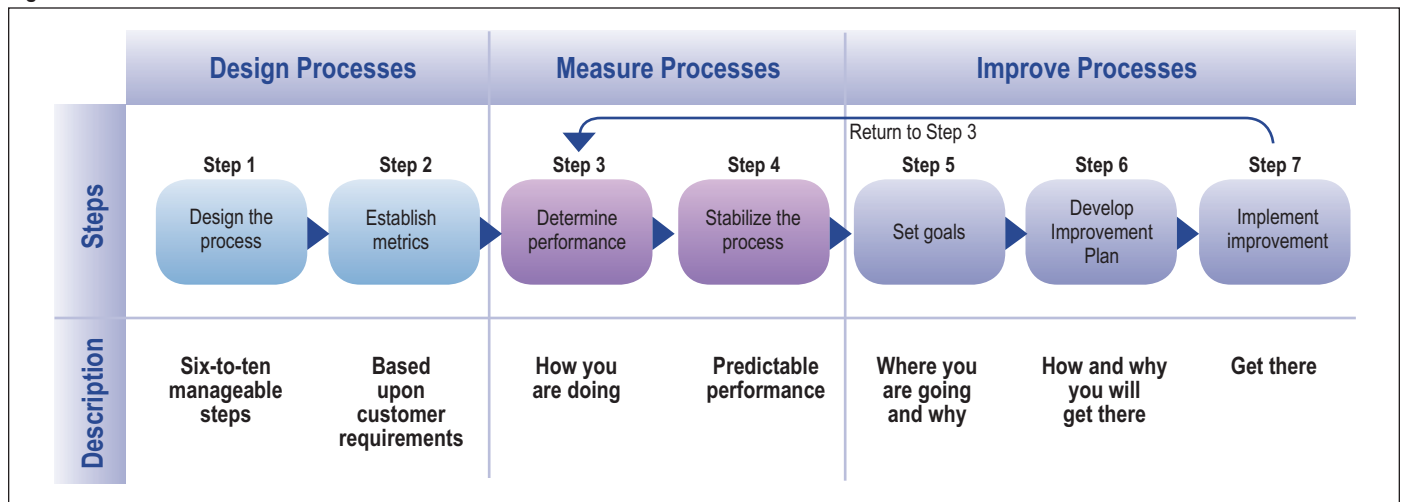 Design Processes
Measure Processes
Improve Processes
Steps
Return to Step 3
Step 1
Step 2
Step 3
Step 4
Step 5
Step 6
Step 7
Design the
process
Establish
metrics
Determine
performance
Stabilize the
process
Set goals
Develop
Improvement
Plan
Implement
improvement
Description
Six-to-ten
manageable
steps
Based
upon
customer
requirements
How you
are doing
Predictable
performance
Where you
are going
and why
How and why
you will
get there
Get there